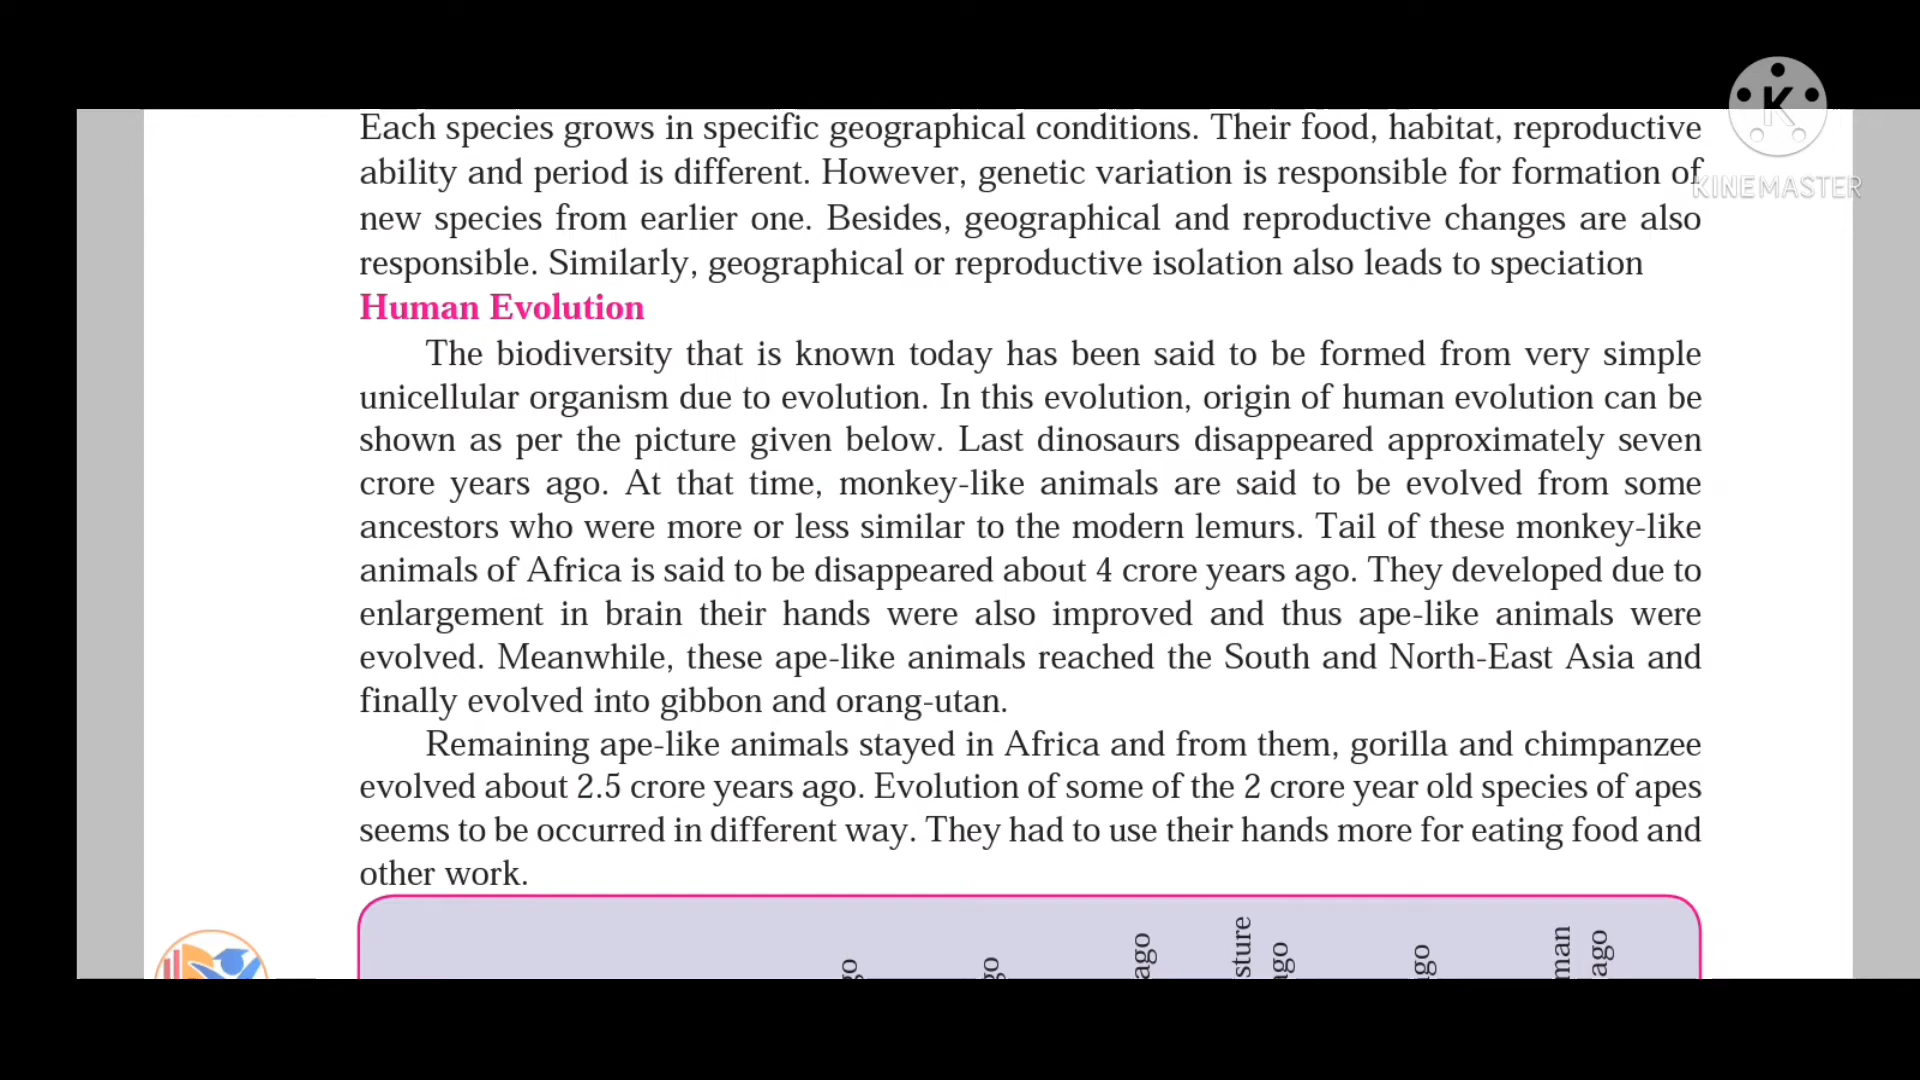 Each species grows in specific geographical conditions. Their food, habitat, reproductive
ability and period is different. However, genetic variation is responsible for formation of
new species from earlier one. Besides, geographical and reproductive changes are also
responsible. Similarly, geographical or reproductive isolation also leads to speciation
Human Evolution
The biodiversity that is known today has been said to be formed from very simple
unicellular organism due to evolution. In this evolution, origin of human evolution can be
shown as per the picture given below. Last dinosaurs disappeared approximately seven
crore years ago. At that time, monkey-like animals are said to be evolved from some
ancestors who were more or less similar to the modern lemurs. Tail of these monkey-like
animals of Africa is said to be disappeared about 4 crore years ago. They developed due to
enlargement in brain their hands were also improved and thus ape-like animals were
evolved. Meanwhile, these ape-like animals reached the South and North-East Asia and
finally evolved into gibbon and orang-utan.
Remaining ape-like animals stayed in Africa and from them, gorilla and chimpanzee
evolved about 2.5 crore years ago. Evolution of some of the 2 crore year old species of apes
seems to be occurred in different way. They had to use their hands more for eating food and
other work.
ago
ago
K
KINEMASTER